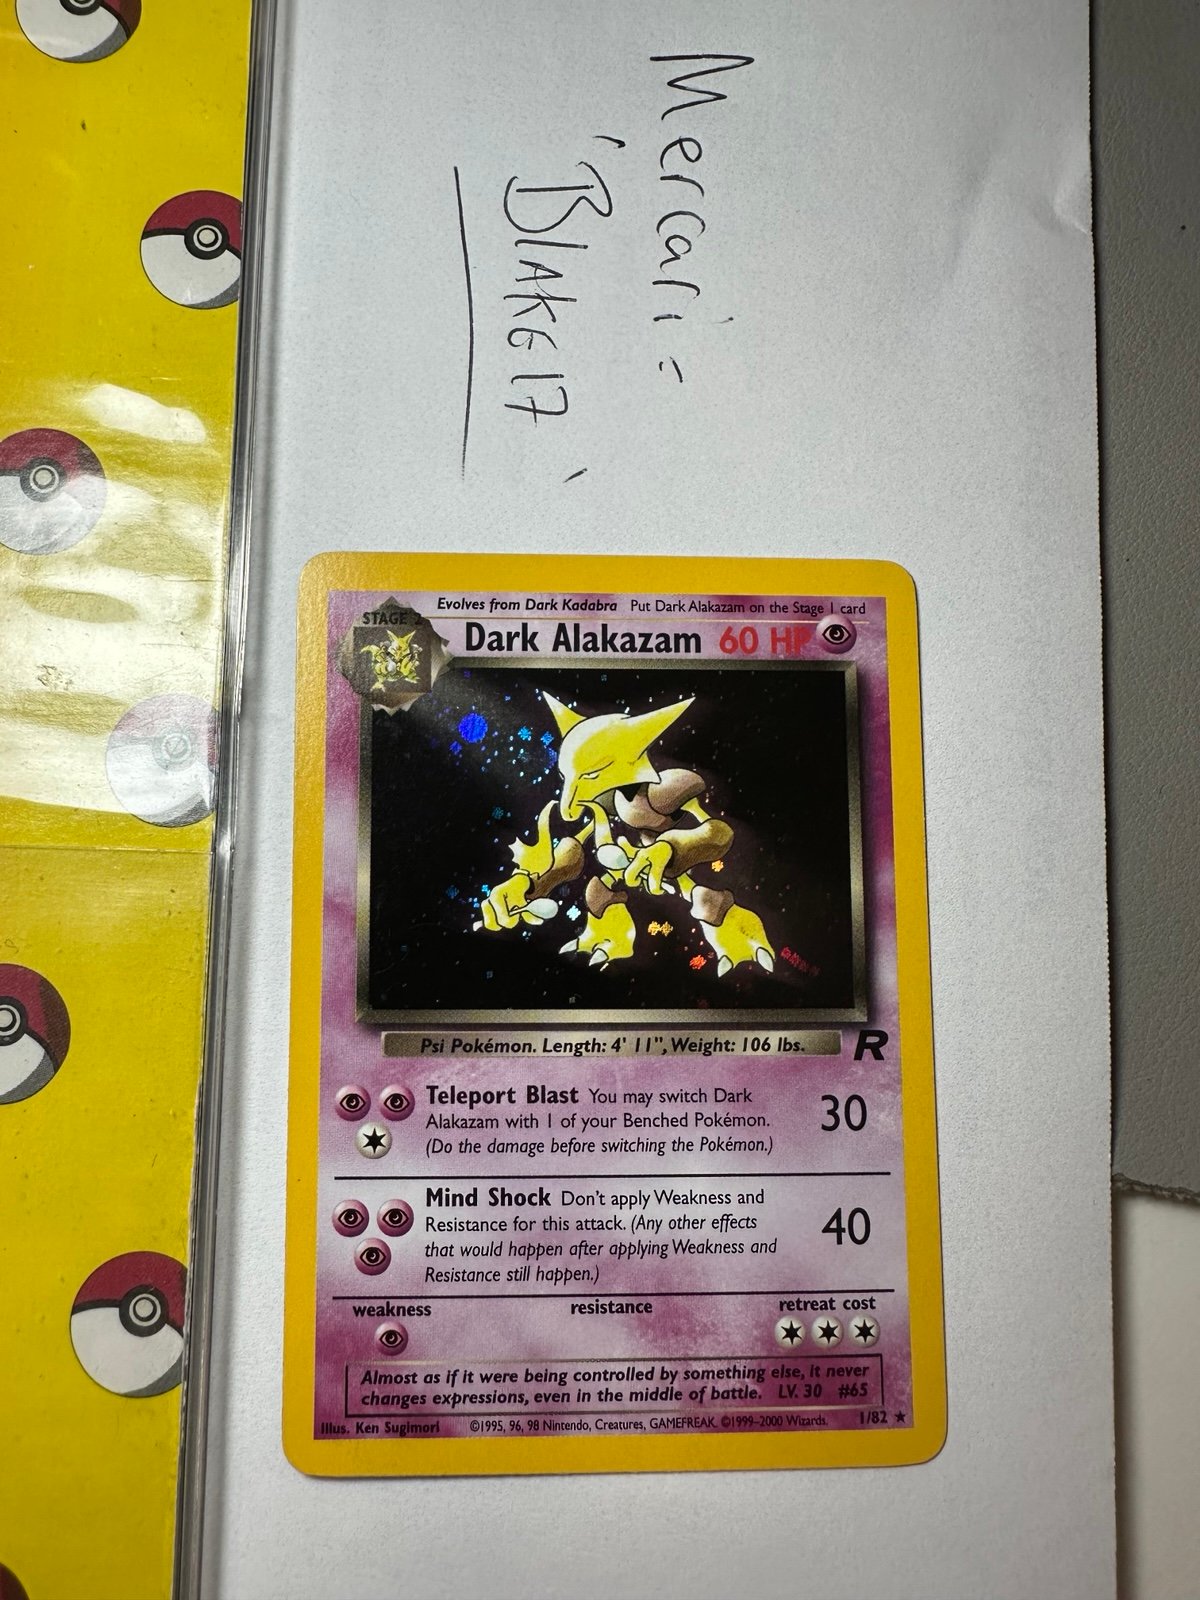 Mercari:
'BLAKE17'
STAGE 2
Evolves from Dark Kadabra Put Dark Alakazam on the Stage 1 card
Dark Alakazam 60 HP
Psi Pokémon. Length: 4' 11", Weight: 106 lbs.
R
Teleport Blast You may switch Dark
Alakazam with 1 of your Benched Pokémon.
(Do the damage before switching the Pokémon.)
30
Mind Shock Don't apply Weakness and
Resistance for this attack. (Any other effects
that would happen after applying Weakness and
Resistance still happen.)
40
weakness resistance retreat cost
Almost as if it were being controlled by something else, it never
changes expressions, even in the middle of battle. LV. 30 #65
Illus. Ken Sugimori ©1995, 96, 98 Nintendo, Creatures, GAMEFREAK. ©1999-2000 Wizards. 1/82 ★